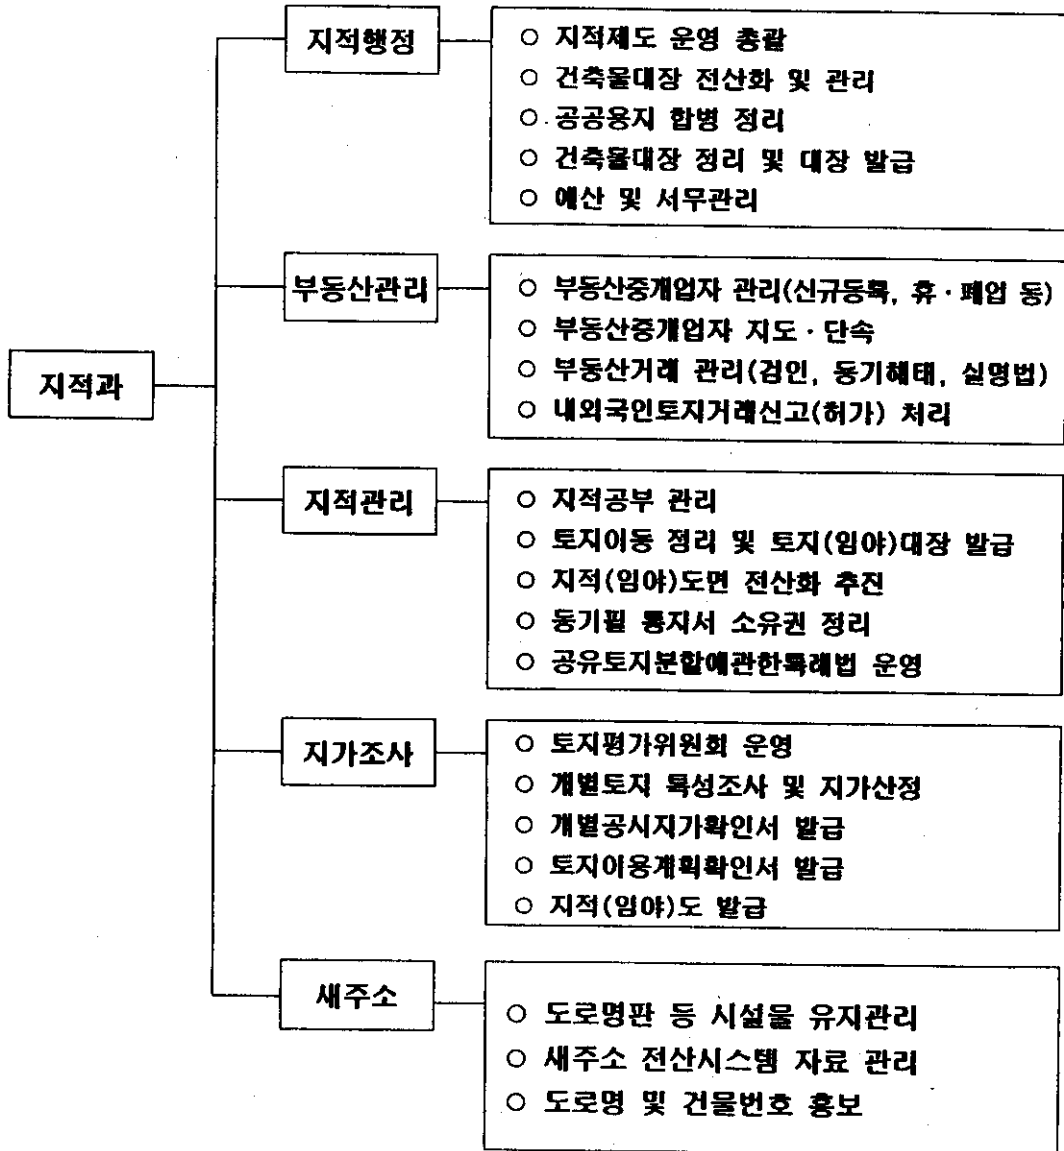 지적행정
○ 지적제도 운영 총괄
○ 건축물대장 전산화 및 관리
○ 공공용지 합병 정리
○ 건축물대장 정리 및 대장 발급
○ 예산 및 서무관리
부동산관리
○ 부동산중개업자 관리(신규등록, 휴·폐업 등)
○ 부동산중개업자 지도·단속
○ 부동산거래 관리(검인, 등기해태, 실명법)
○ 내외국인토지거래신고(허가) 처리
지적과
지적관리
○ 지적공부 관리
○ 토지이동 정리 및 토지(임야)대장 발급
○ 지적(임야)도면 전산화 추진
○ 등기필 통지서 소유권 정리
○ 공유토지분할에관한특례법 운영
지가조사
○ 토지평가위원회 운영
○ 개별토지 특성조사 및 지가산정
○ 개별공시지가확인서 발급
○ 토지이용계획확인서 발급
○ 지적(임야)도 발급
새주소
○ 도로명판 등 시설물 유지관리
○ 새주소 전산시스템 자료 관리
○ 도로명 및 건물번호 홍보